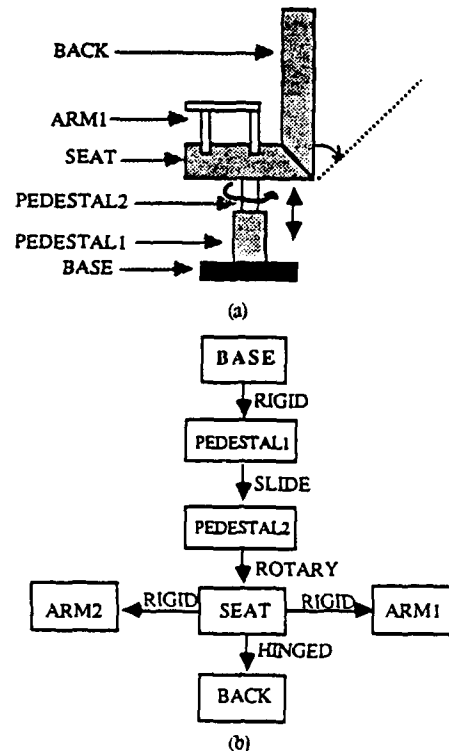 BACK
ARM1
SEAT
PEDESTAL2
PEDESTAL1
BASE
(a)
BASE
RIGID
PEDESTAL1
SLIDE
PEDESTAL2
ROTARY
ARM2 RIGID SEAT RIGID ARM1
HINGED
BACK
(b)